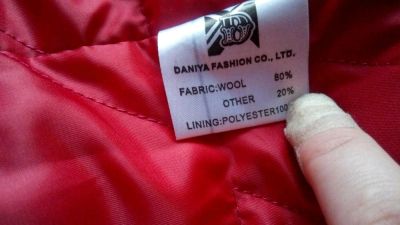 DANIYA FASHION CO., LTD.
FABRIC:WOOL 80%
OTHER 20%
LINING:POLYESTER100